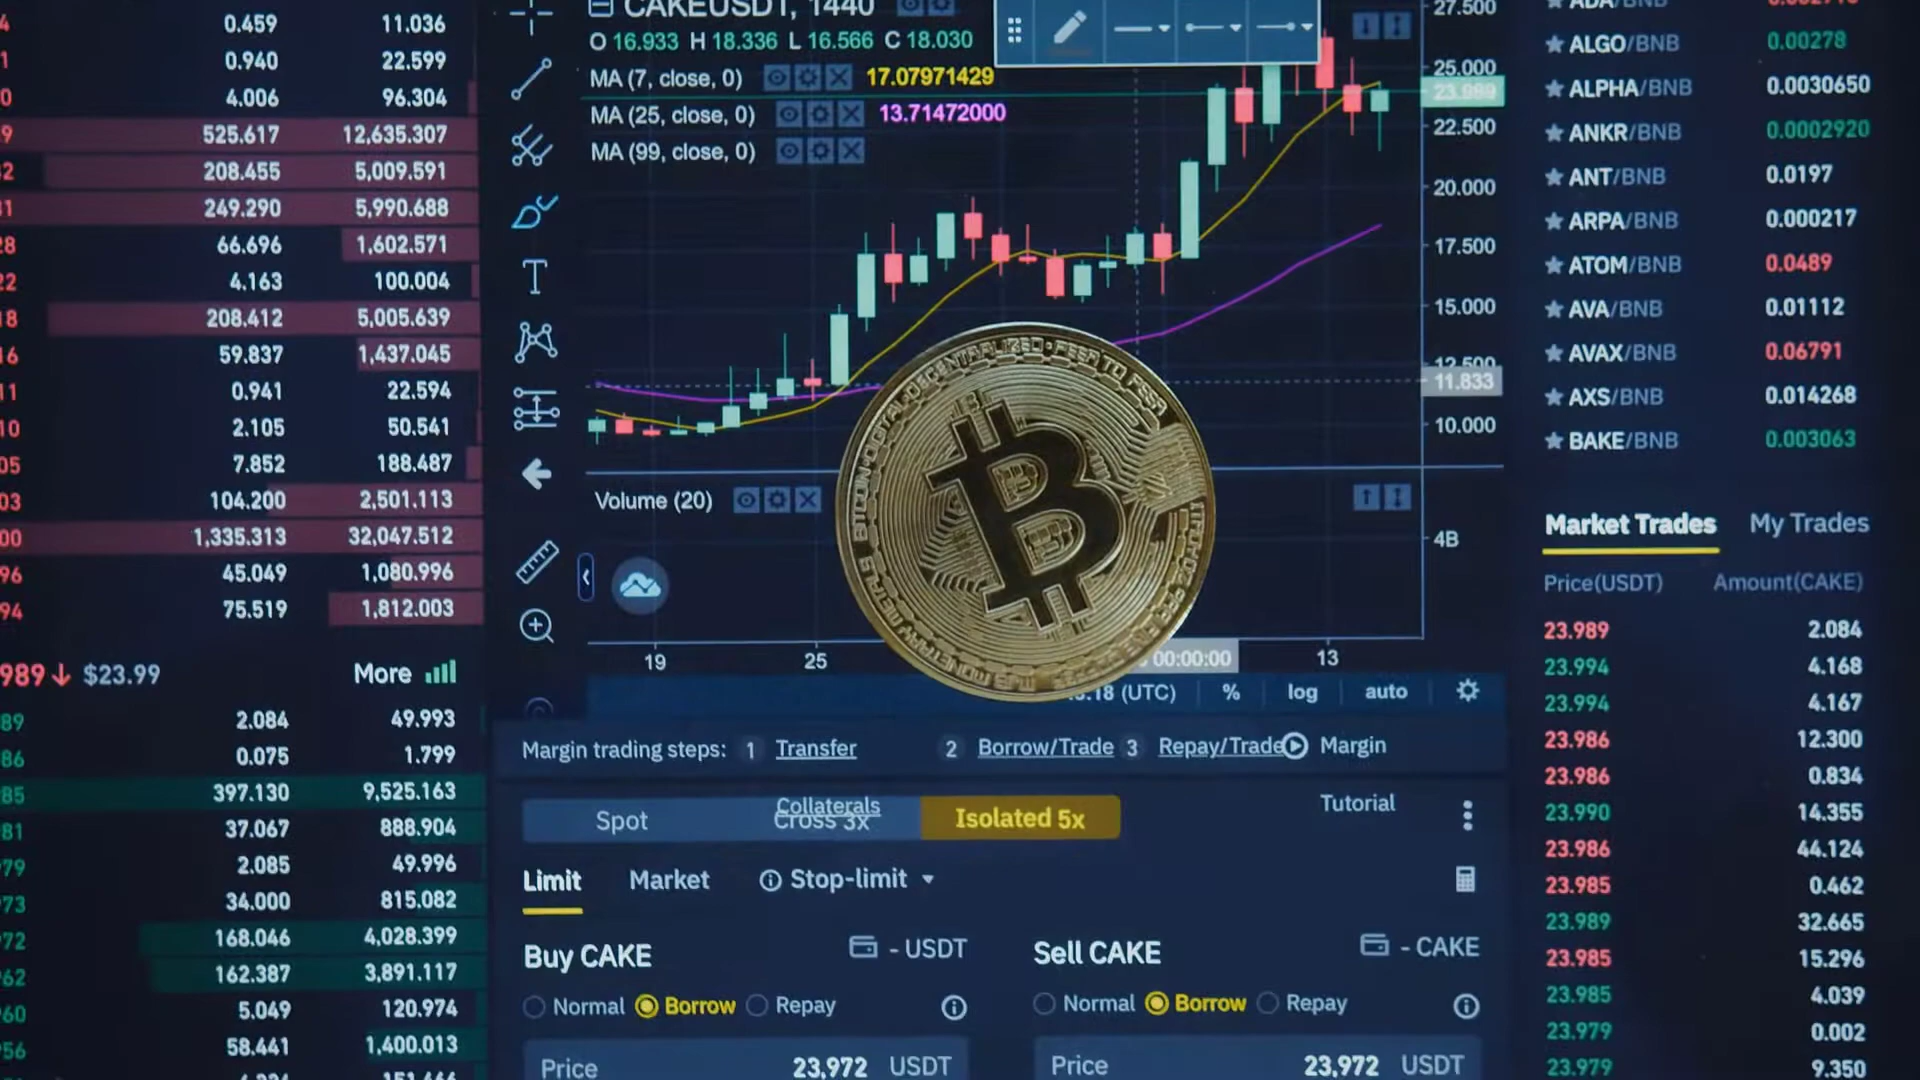 0.459 11.036
0.940 22.599
4.006 96.304
525.617 12,635.307
208.455 5,009.591
249.290 5,990.688
66.696 1,602.571
4.163 100.004
208.412 5,005.639
59.837 1,437.045
0.941 22.594
2.105 50.541
7.852 188.487
104.200 2,501.113
1,335.313 32,047.512
45.049 1,080.996
75.519 1,812.003
989 ↓ $23.99 More
2.084 49.993
0.075 1.799
397.130 9,525.163
37.067 888.904
2.085 49.996
34.000 815.082
168.046 4,028.399
162.387 3,891.117
5.049 120.974
58.441 1,400.013
CAKEUSDT, 1440
O 16.933 H 18.336 L 16.566 C 18.030
MA (7, close, 0) 17.07971429
MA (25, close, 0) 13.71472000
MA (99, close, 0)
27.500
25.000
23.989
22.500
20.000
17.500
15.000
12.500
11.833
10.000
Volume (20)
4B
BITCOIN·DIGITAL·DECENTRALIZED·PEER TO PEER
19 25 00:00:00 13
18 (UTC) % log auto
Margin trading steps: 1 Transfer 2 Borrow/Trade 3 Repay/Trade Margin
Collaterals Tutorial
Spot Cross 3x Isolated 5x
Limit Market Stop-limit
Buy CAKE - USDT Sell CAKE - CAKE
Normal Borrow Repay Normal Borrow Repay
Price 23,972 USDT Price 23,972 USDT
ADA/BNB
ALGO/BNB 0.00278
ALPHA/BNB 0.0030650
ANKR/BNB 0.0002920
ANT/BNB 0.0197
ARPA/BNB 0.000217
ATOM/BNB 0.0489
AVA/BNB 0.01112
AVAX/BNB 0.06791
AXS/BNB 0.014268
BAKE/BNB 0.003063
Market Trades My Trades
Price(USDT) Amount(CAKE)
23.989 2.084
23.994 4.168
23.994 4.167
23.986 12.300
23.986 0.834
23.990 14.355
23.986 44.124
23.985 0.462
23.989 32.665
23.985 15.296
23.985 4.039
23.979 0.002
23.979 9.350